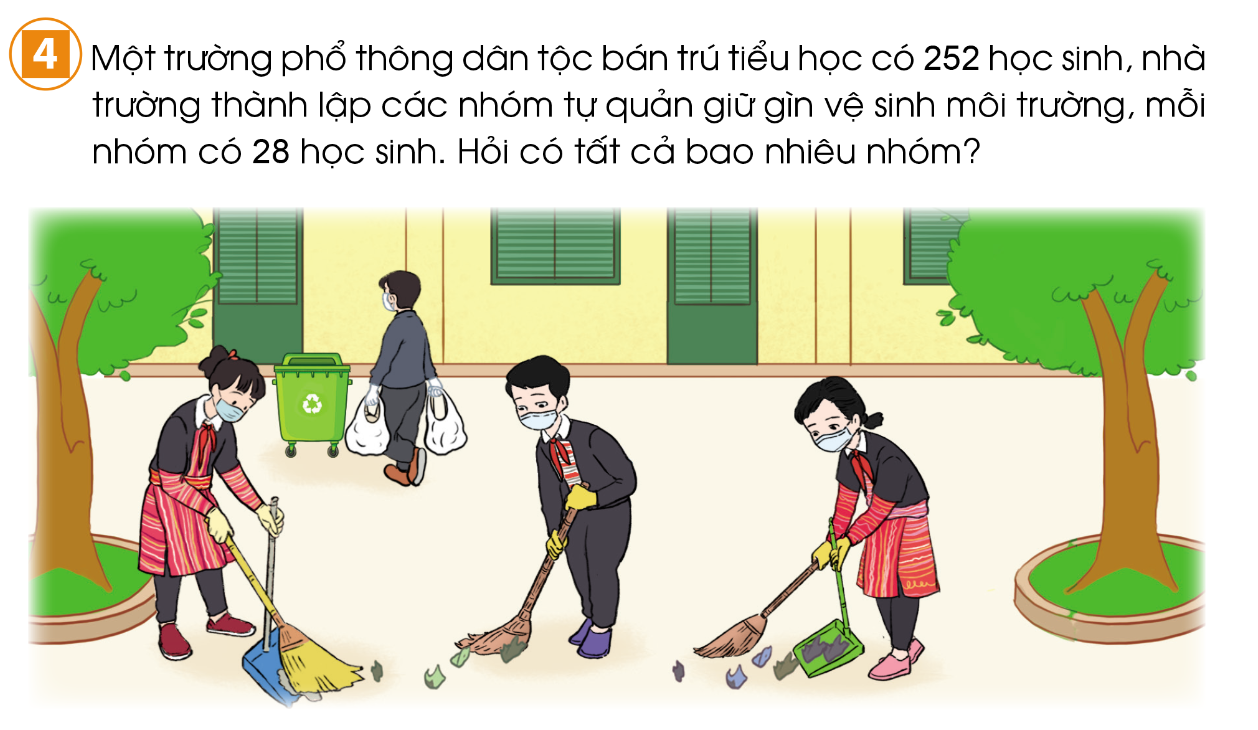 4
Một trường phổ thông dân tộc bán trú tiểu học có 252 học sinh, nhà
trường thành lập các nhóm tự quản giữ gìn vệ sinh môi trường, mỗi
nhóm có 28 học sinh. Hỏi có tất cả bao nhiêu nhóm?